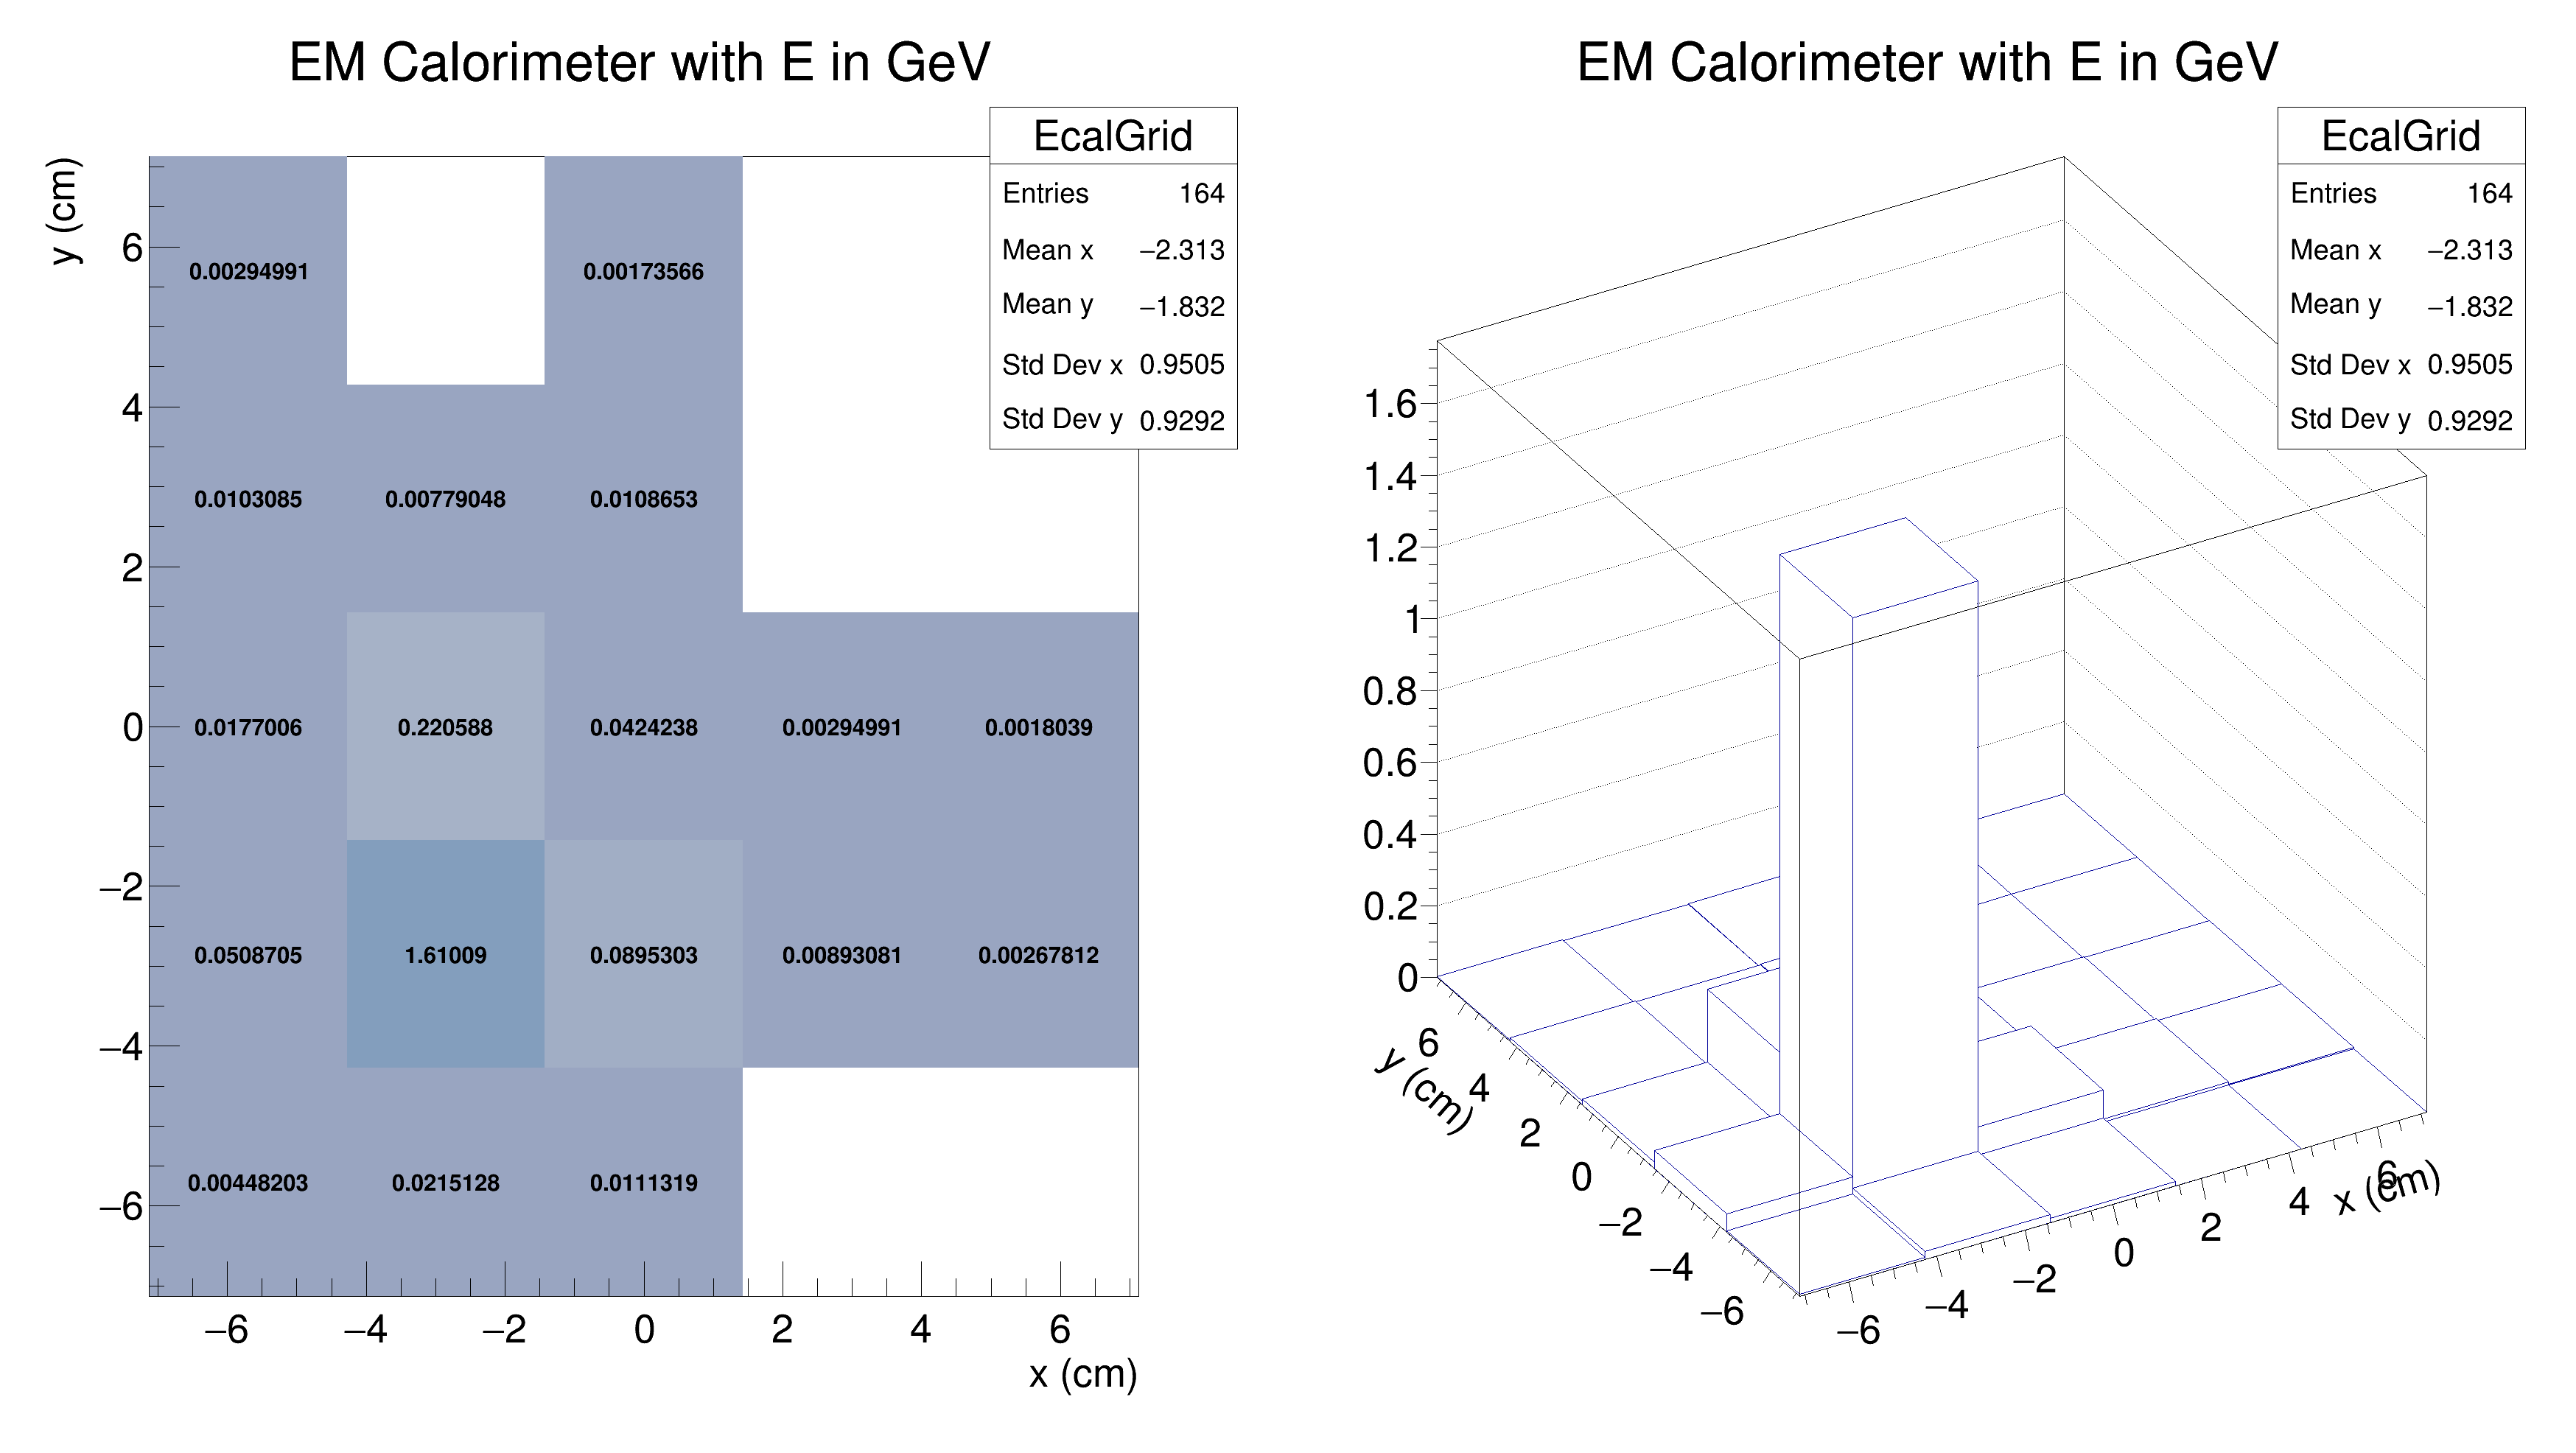 EM Calorimeter with E in GeV
EcalGrid
Entries 164
Mean x −2.313
Mean y −1.832
Std Dev x 0.9505
Std Dev y 0.9292
y (cm)
6
4
2
0
−2
−4
−6
0.00294991 0.00173566
0.0103085 0.00779048 0.0108653
0.0177006 0.220588 0.0424238 0.00294991 0.0018039
0.0508705 1.61009 0.0895303 0.00893081 0.00267812
0.00448203 0.0215128 0.0111319
−6 −4 −2 0 2 4 6
x (cm)
EM Calorimeter with E in GeV
EcalGrid
Entries 164
Mean x −2.313
Mean y −1.832
Std Dev x 0.9505
Std Dev y 0.9292
1.6
1.4
1.2
1
0.8
0.6
0.4
0.2
0
y (cm)
6
4
2
0
−2
−4
−6
−6
−4
−2
0
2
4
6
x (cm)